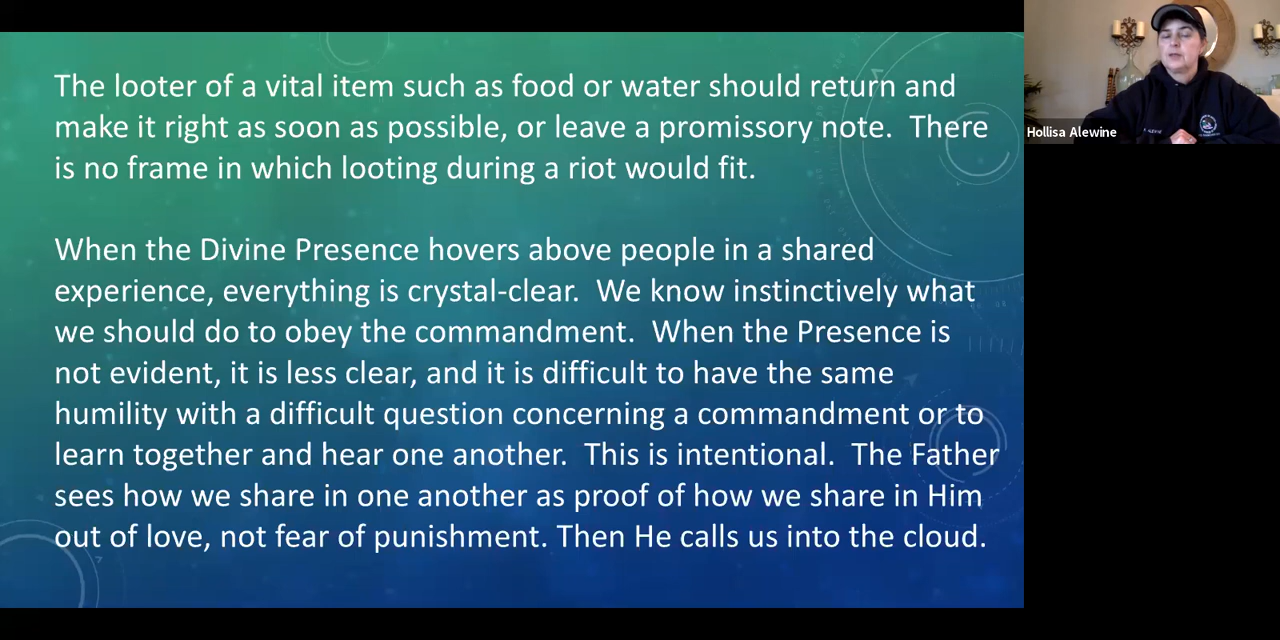 The looter of a vital item such as food or water should return and
make it right as soon as possible, or leave a promissory note.  There
is no frame in which looting during a riot would fit.
When the Divine Presence hovers above people in a shared
experience, everything is crystal-clear.  We know instinctively what
we should do to obey the commandment.  When the Presence is
not evident, it is less clear, and it is difficult to have the same
humility with a difficult question concerning a commandment or to
learn together and hear one another.  This is intentional.  The Father
sees how we share in one another as proof of how we share in Him
out of love, not fear of punishment. Then He calls us into the cloud.
Hollisa Alewine